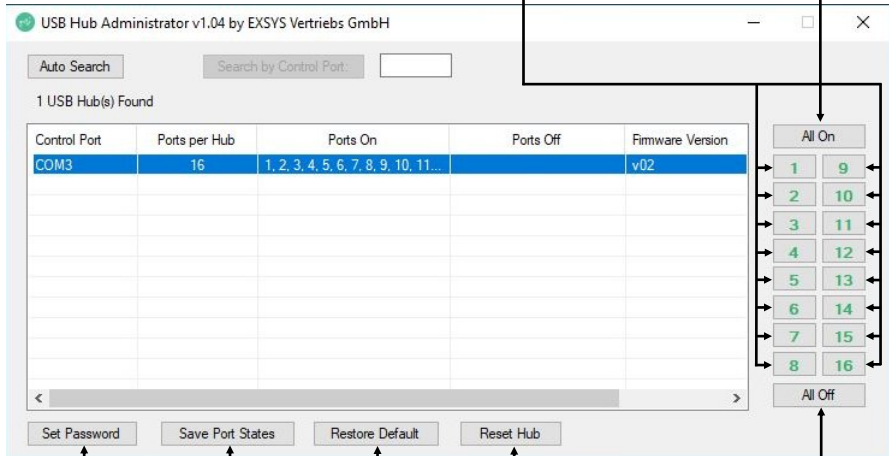 USB Hub Administrator v1.04 by EXSYS Vertriebs GmbH
Auto Search Search by Control Port:
1 USB Hub(s) Found
Control Port Ports per Hub Ports On Ports Off Firmware Version
COM3 16 1, 2, 3, 4, 5, 6, 7, 8, 9, 10, 11... v02
All On
1 9
2 10
3 11
4 12
5 13
6 14
7 15
8 16
All Off
Set Password Save Port States Restore Default Reset Hub